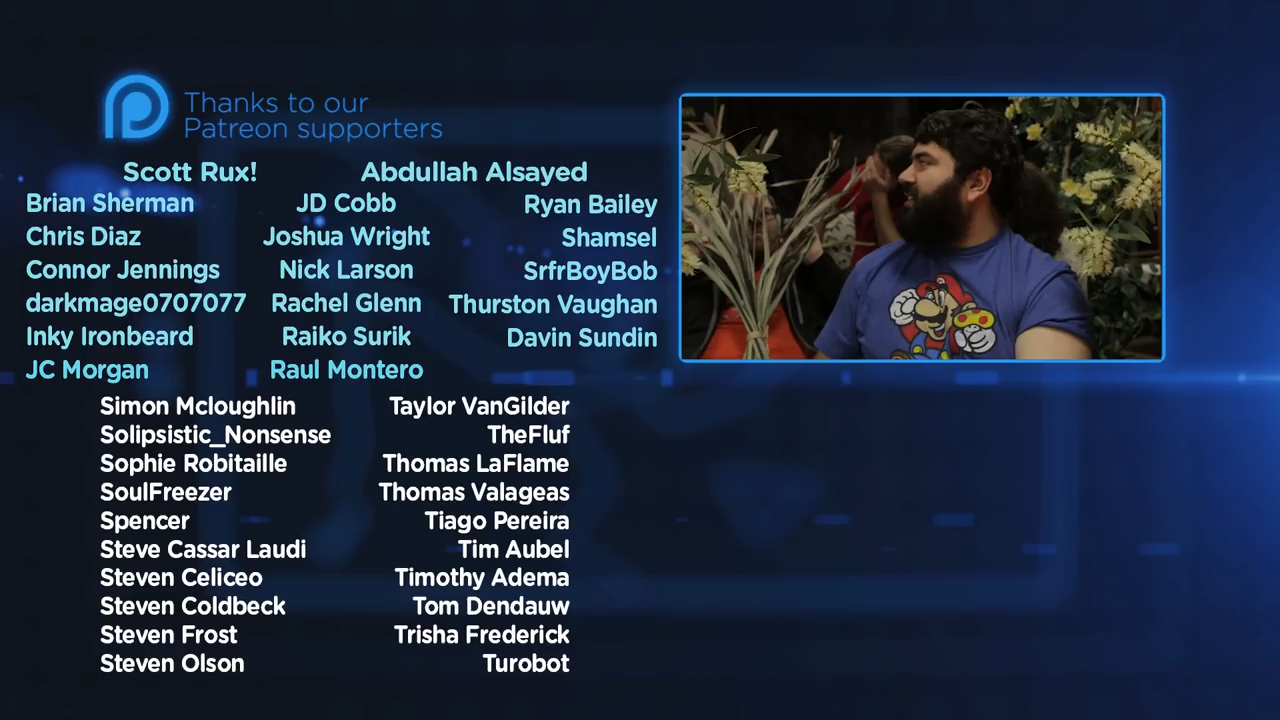 Thanks to our
Patreon supporters
Scott Rux! Abdullah Alsayed
Brian Sherman JD Cobb Ryan Bailey
Chris Diaz Joshua Wright Shamsel
Connor Jennings Nick Larson SrfrBoyBob
darkmage0707077 Rachel Glenn Thurston Vaughan
Inky Ironbeard Raiko Surik Davin Sundin
JC Morgan Raul Montero
Simon Mcloughlin Taylor VanGilder
Solipsistic_Nonsense TheFluf
Sophie Robitaille Thomas LaFlame
SoulFreezer Thomas Valageas
Spencer Tiago Pereira
Steve Cassar Laudi Tim Aubel
Steven Celiceo Timothy Adema
Steven Coldbeck Tom Dendauw
Steven Frost Trisha Frederick
Steven Olson Turobot